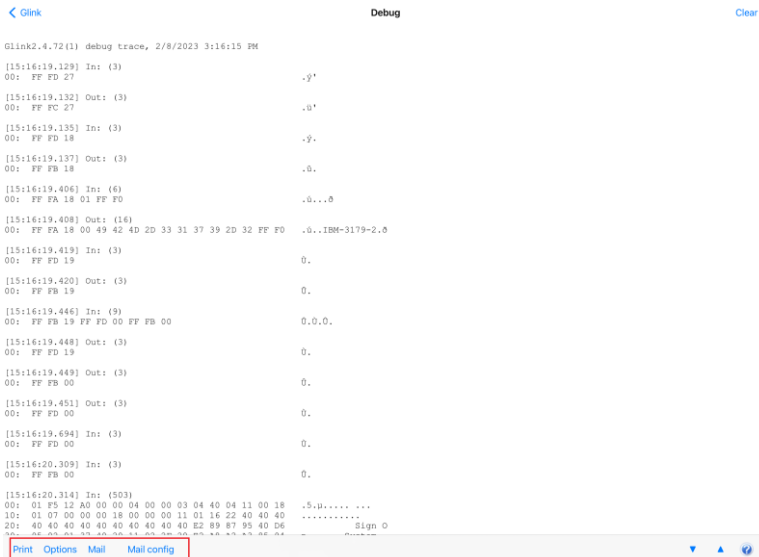 Glink Debug Clear
Glink2.4.72(1) debug trace, 2/8/2023 3:16:15 PM
[15:16:19.129] In: (3)
00: FF FD 27 .ý'
[15:16:19.132] Out: (3)
00: FF FC 27 .ü'
[15:16:19.135] In: (3)
00: FF FD 18 .ý.
[15:16:19.137] Out: (3)
00: FF FB 18 .û.
[15:16:19.406] In: (6)
00: FF FA 18 01 FF F0 .ú...ð
[15:16:19.408] Out: (16)
00: FF FA 18 00 49 42 4D 2D 33 31 37 39 2D 32 FF F0 .ú..IBM-3179-2.ð
[15:16:19.419] In: (3)
00: FF FD 19 Ù.
[15:16:19.420] Out: (3)
00: FF FB 19 Û.
[15:16:19.446] In: (9)
00: FF FB 19 FF FD 00 FF FB 00 Û.Ù.Û.
[15:16:19.448] Out: (3)
00: FF FD 19 Ù.
[15:16:19.449] Out: (3)
00: FF FB 00 Û.
[15:16:19.451] Out: (3)
00: FF FD 00 Ù.
[15:16:19.694] In: (3)
00: FF FD 00 Ù.
[15:16:20.309] In: (3)
00: FF FB 00 Û.
[15:16:20.314] In: (503)
00: 01 F5 12 A0 00 00 04 00 00 03 04 40 04 11 00 18 .5.µ..... ...
10: 01 07 00 00 00 18 00 00 00 11 01 16 22 40 40 40 ...........
20: 40 40 40 40 40 40 40 40 40 40 E2 89 87 95 40 D6 Sign O
Print Options Mail Mail config